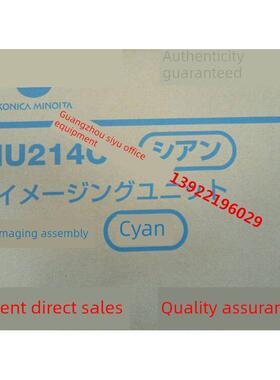 Authenticity
guaranteed
KONICA MINOLTA
Guangzhou siyu office
equipment
IU214C シアン
イメージングユニット
13922196029
maging assembly Cyan
ent direct sales
Quality assuran